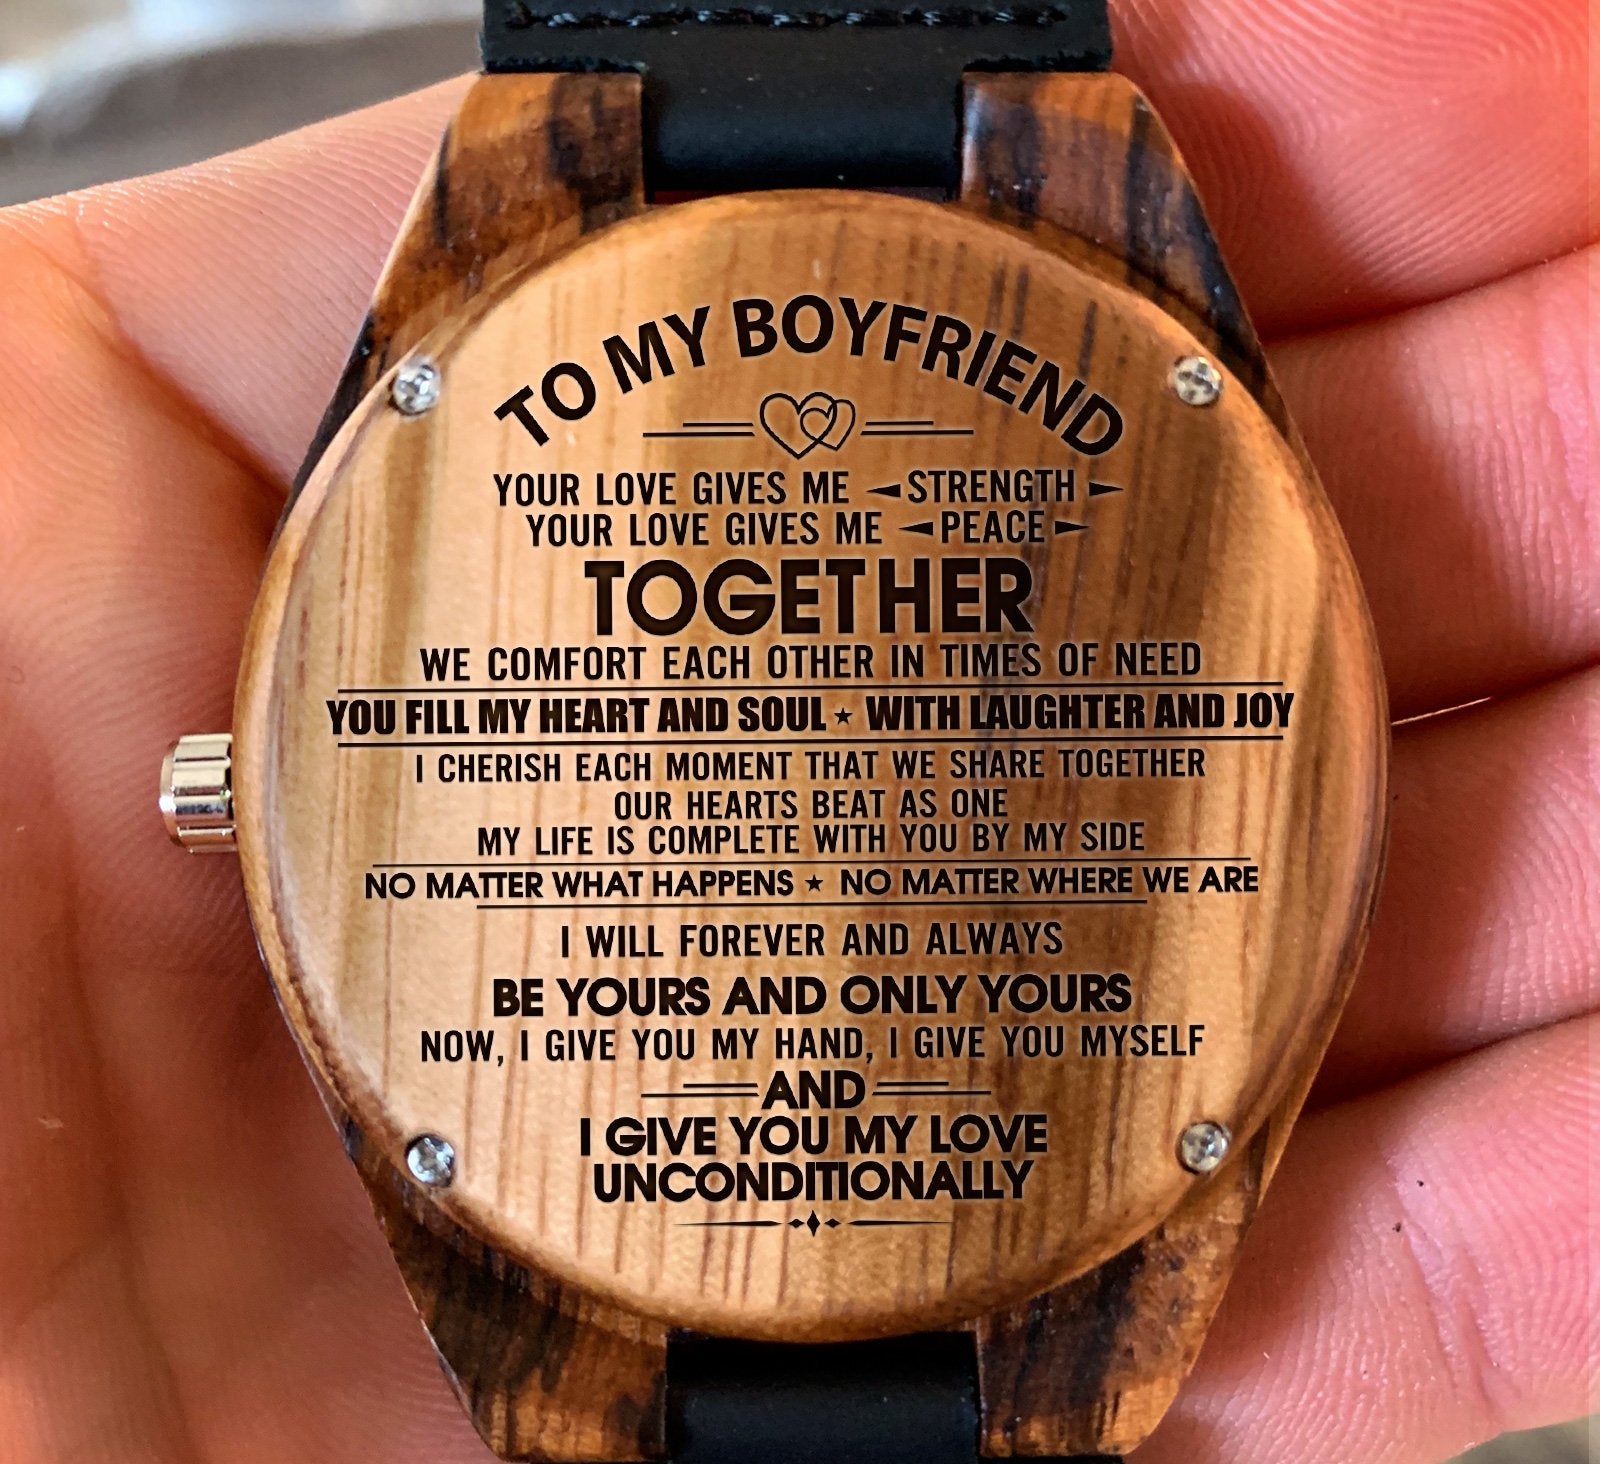 TO MY BOYFRIEND
YOUR LOVE GIVES ME STRENGTH
YOUR LOVE GIVES ME PEACE
TOGETHER
WE COMFORT EACH OTHER IN TIMES OF NEED
YOU FILL MY HEART AND SOUL ★ WITH LAUGHTER AND JOY
I CHERISH EACH MOMENT THAT WE SHARE TOGETHER
OUR HEARTS BEAT AS ONE
MY LIFE IS COMPLETE WITH YOU BY MY SIDE
NO MATTER WHAT HAPPENS ★ NO MATTER WHERE WE ARE
I WILL FOREVER AND ALWAYS
BE YOURS AND ONLY YOURS
NOW, I GIVE YOU MY HAND, I GIVE YOU MYSELF
AND
I GIVE YOU MY LOVE
UNCONDITIONALLY